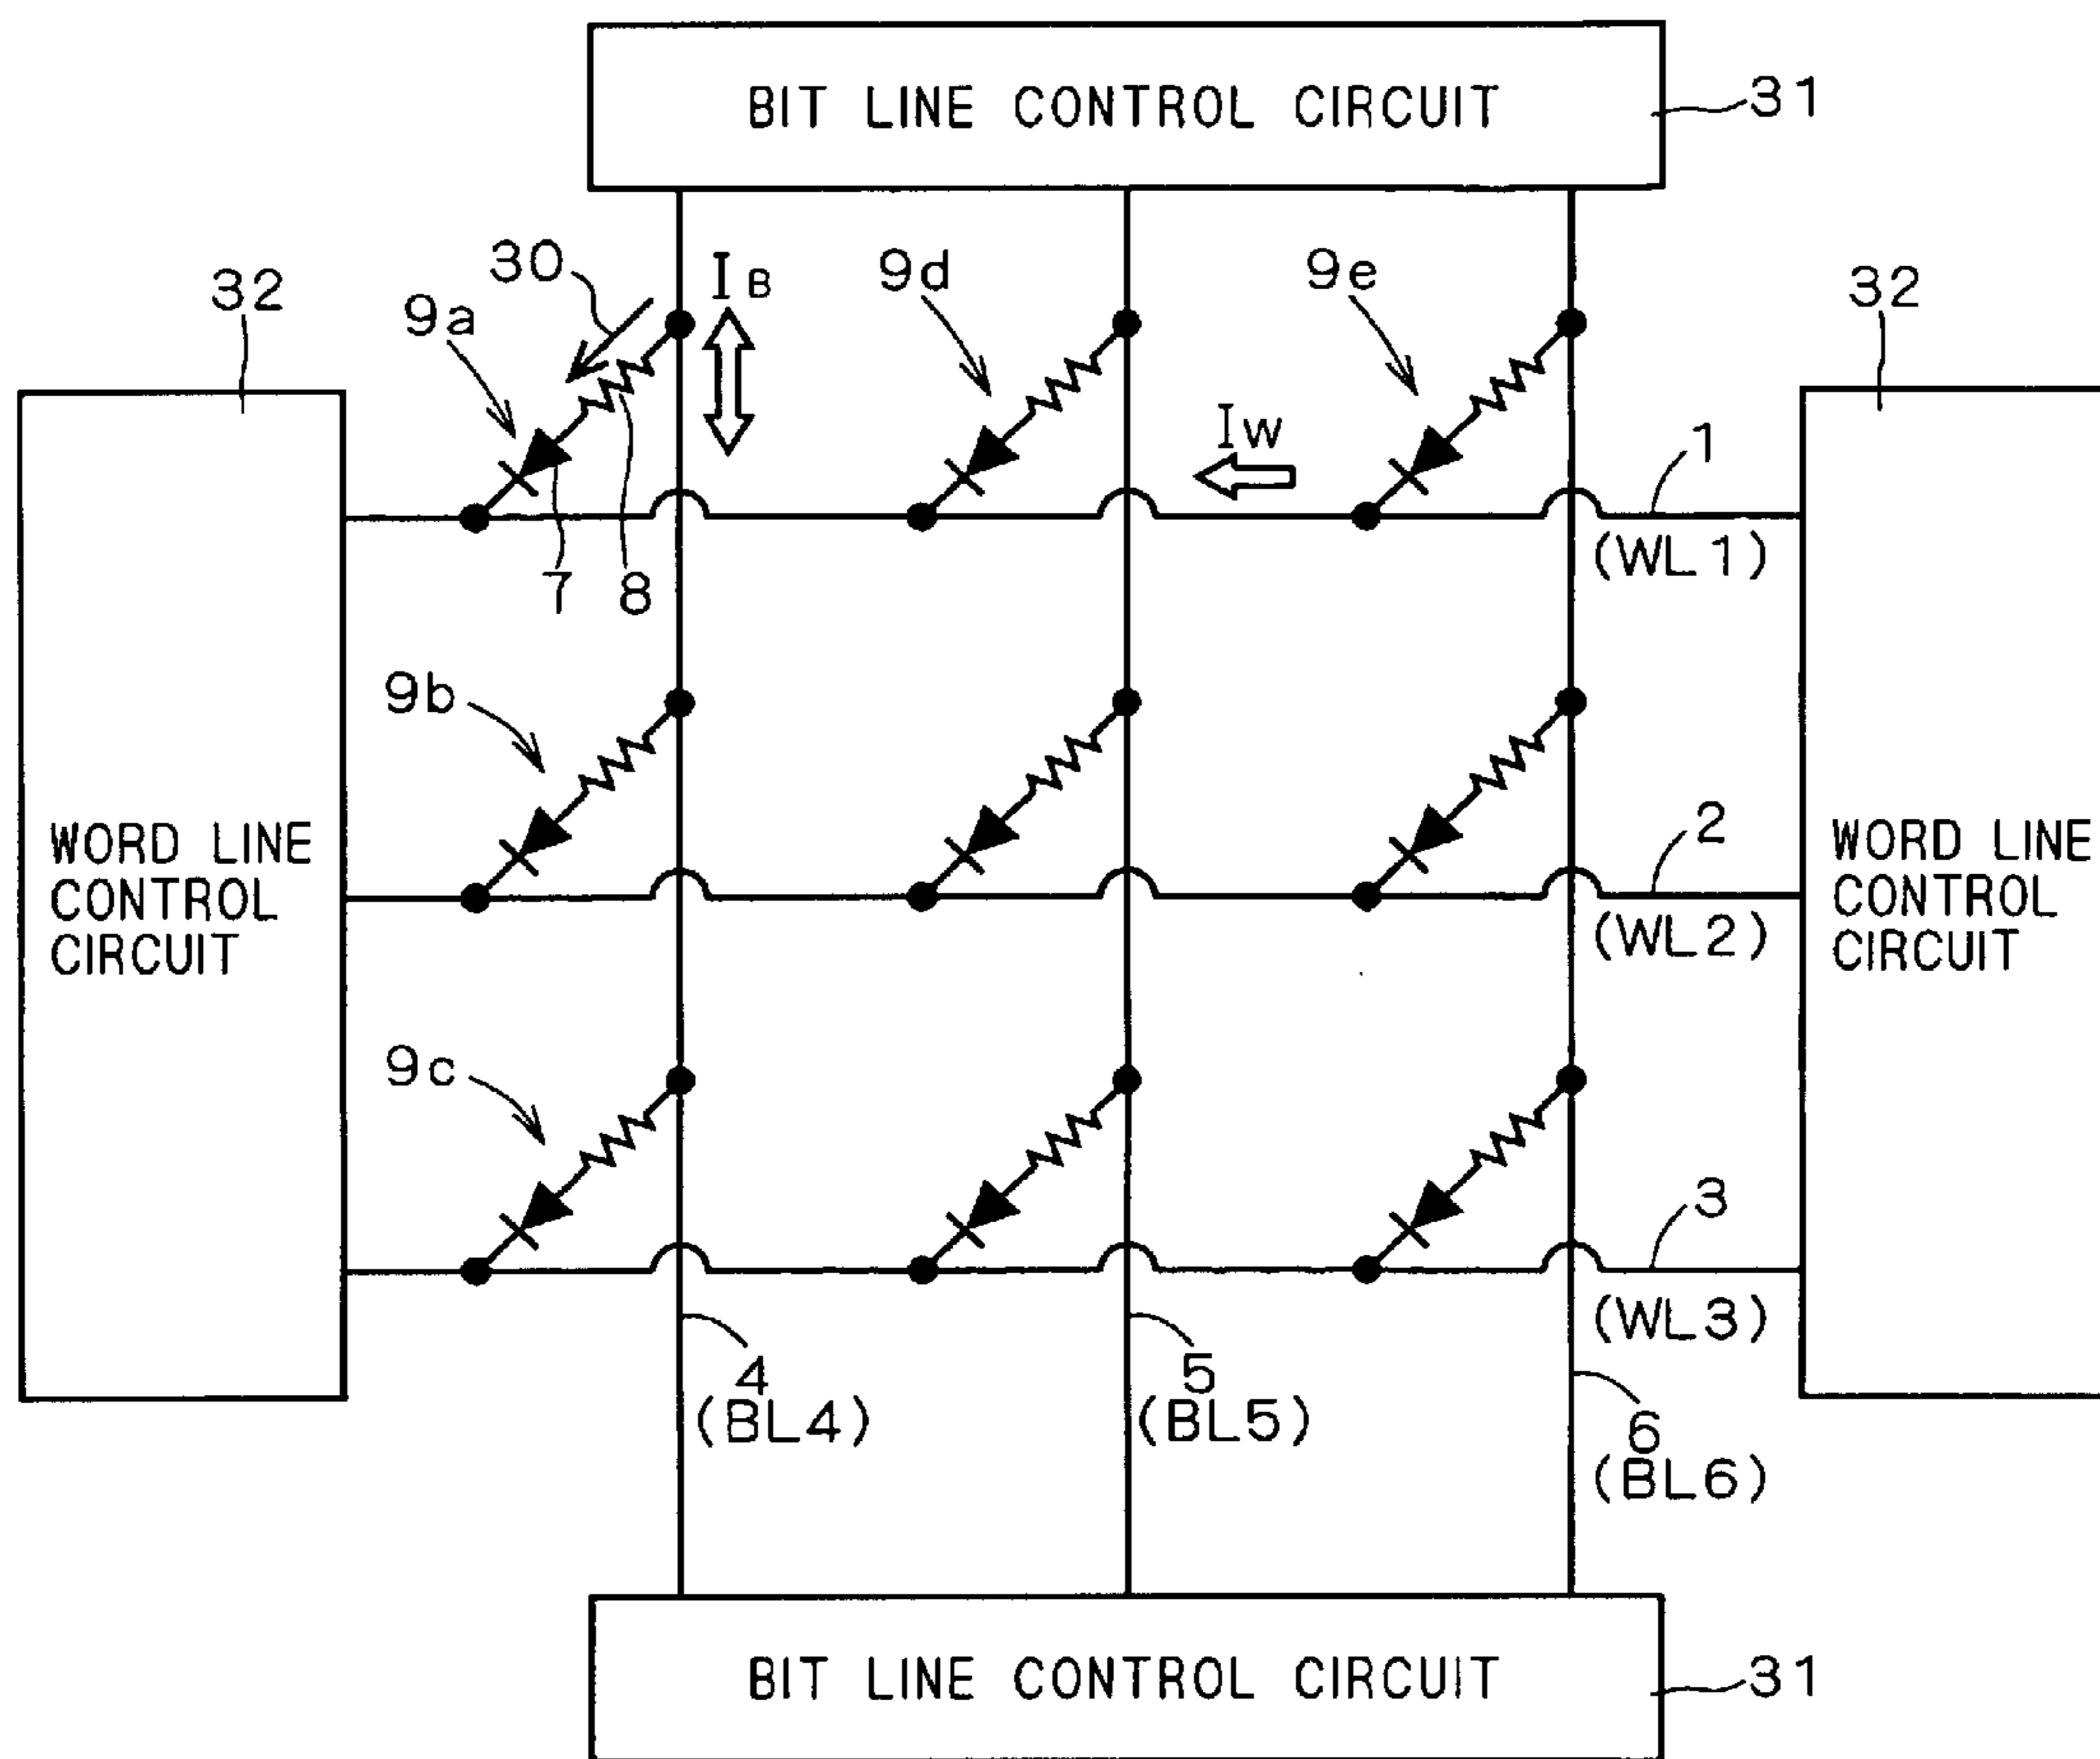 BIT LINE CONTROL CIRCUIT
31
32
9a
30
IB
9d
9e
32
IW
1
(WL1)
7
8
9b
2
(WL2)
WORD LINE
CONTROL
CIRCUIT
WORD LINE
CONTROL
CIRCUIT
9c
3
(WL3)
4
(BL4)
5
(BL5)
6
(BL6)
BIT LINE CONTROL CIRCUIT
31